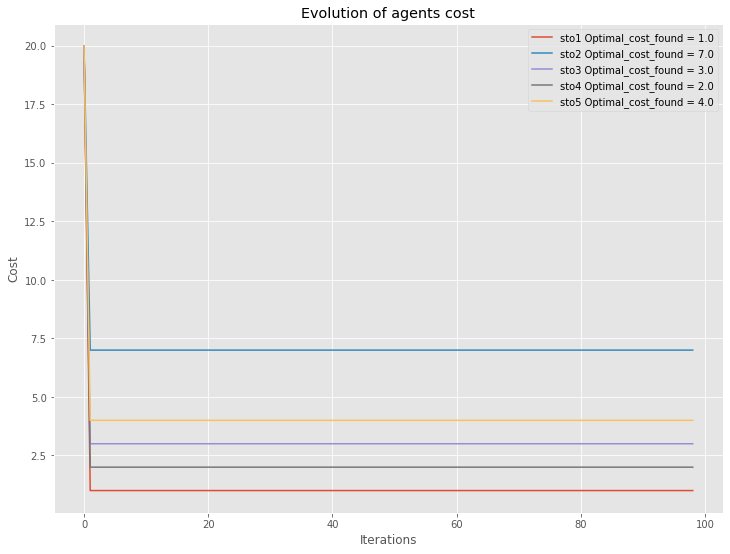 Evolution of agents cost
sto1 Optimal_cost_found = 1.0
sto2 Optimal_cost_found = 7.0
sto3 Optimal_cost_found = 3.0
sto4 Optimal_cost_found = 2.0
sto5 Optimal_cost_found = 4.0
20.0
17.5
15.0
12.5
10.0
7.5
5.0
2.5
Cost
0 20 40 60 80 100
Iterations